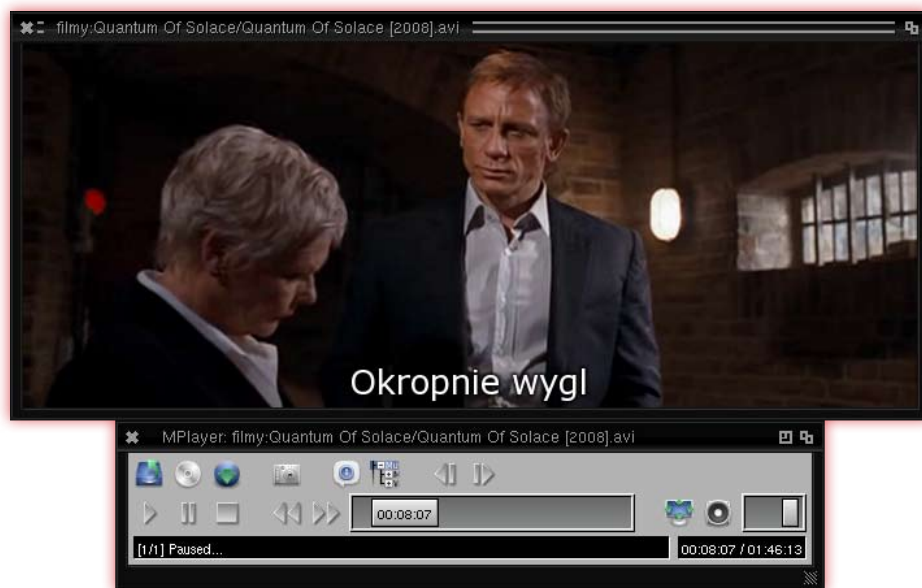 filmy:Quantum Of Solace/Quantum Of Solace [2008].avi
Okropnie wygl
MPlayer: filmy:Quantum Of Solace/Quantum Of Solace [2008].avi
00:08:07
[1/1] Paused... 00:08:07 / 01:46:13